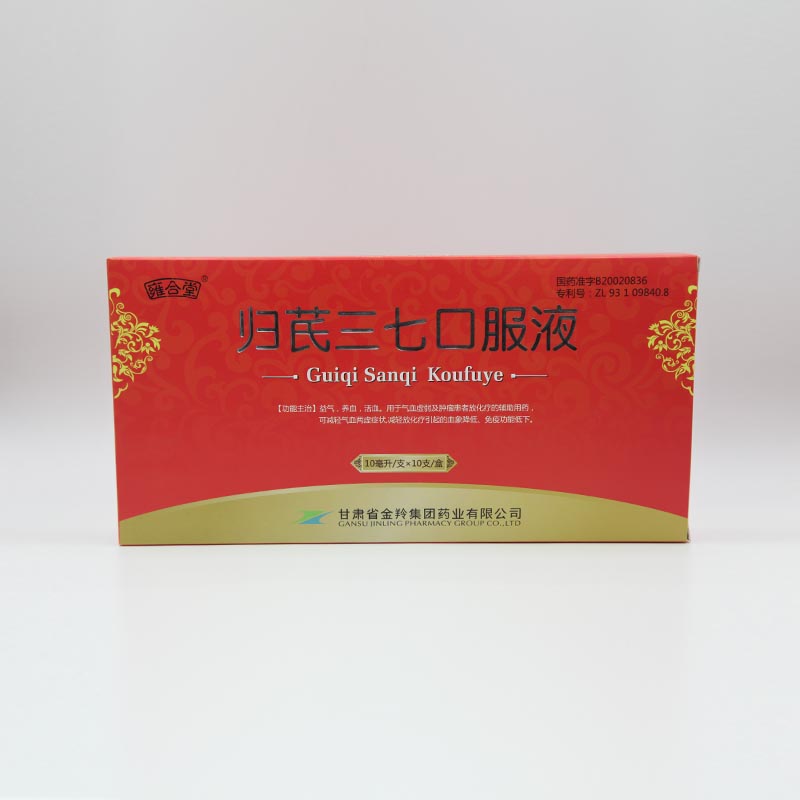 雍合堂®
国药准字B20020836
专利号：ZL 93 1 09840.8
归芪三七口服液
Guiqi Sanqi Koufuye
【功能主治】益气，养血，活血。用于气血虚弱及肿瘤患者放化疗的辅助用药，
可减轻气血两虚症状,减轻放化疗引起的血象降低、免疫功能低下。
10毫升/支×10支/盒
甘肃省金羚集团药业有限公司
GANSU JINLING PHARMACY GROUP CO.,LTD